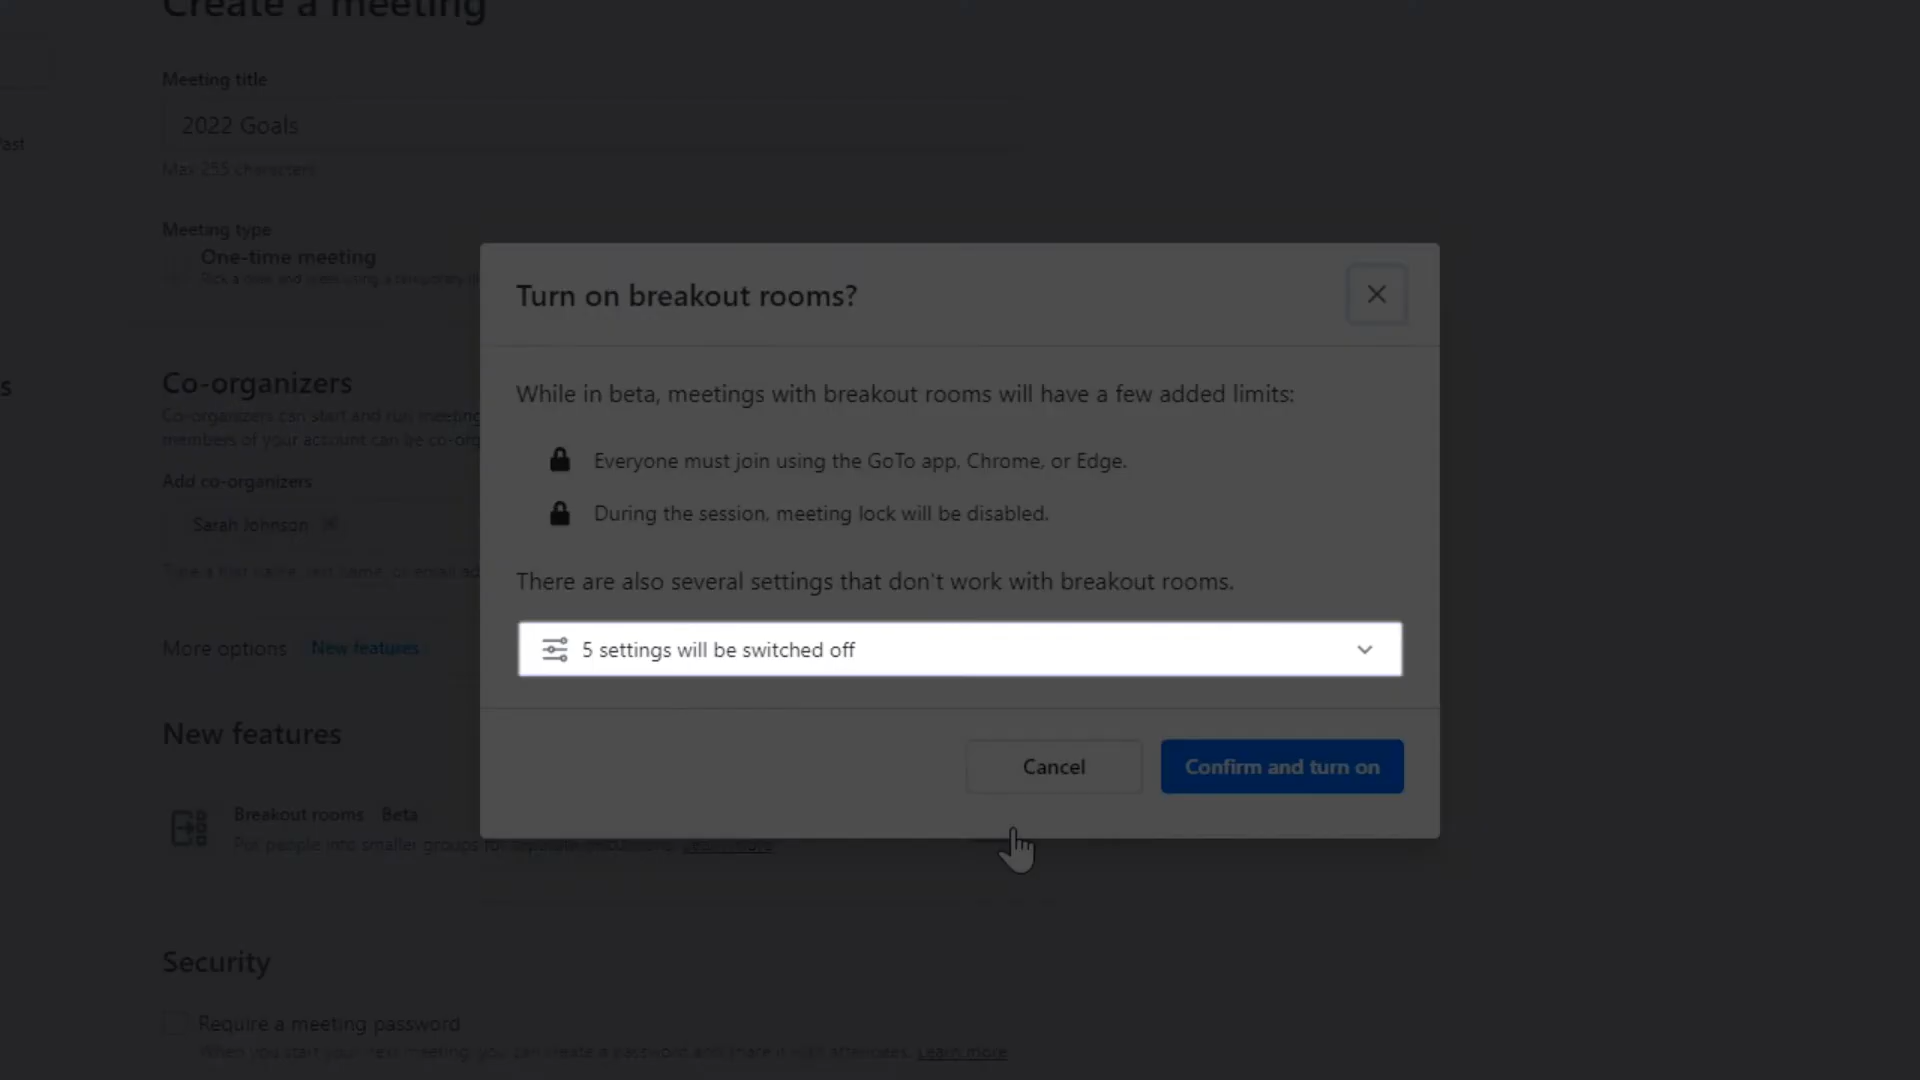 Create a meeting
Meeting title
2022 Goals
Max 255 characters
Meeting type
One-time meeting
Co-organizers
Co-organizers can start and run meeting
members of your account can be co-org
Add co-organizers
Sarah Johnson
Type a first name, last name, or email ad
More options New features
New features
Breakout rooms Beta
Put people into smaller groups for separate discussions. Learn more
Security
Require a meeting password
When you start your next meeting, you can create a password and share it with attendees. Learn more
Turn on breakout rooms?
While in beta, meetings with breakout rooms will have a few added limits:
Everyone must join using the GoTo app, Chrome, or Edge.
During the session, meeting lock will be disabled.
There are also several settings that don't work with breakout rooms.
5 settings will be switched off
Cancel
Confirm and turn on